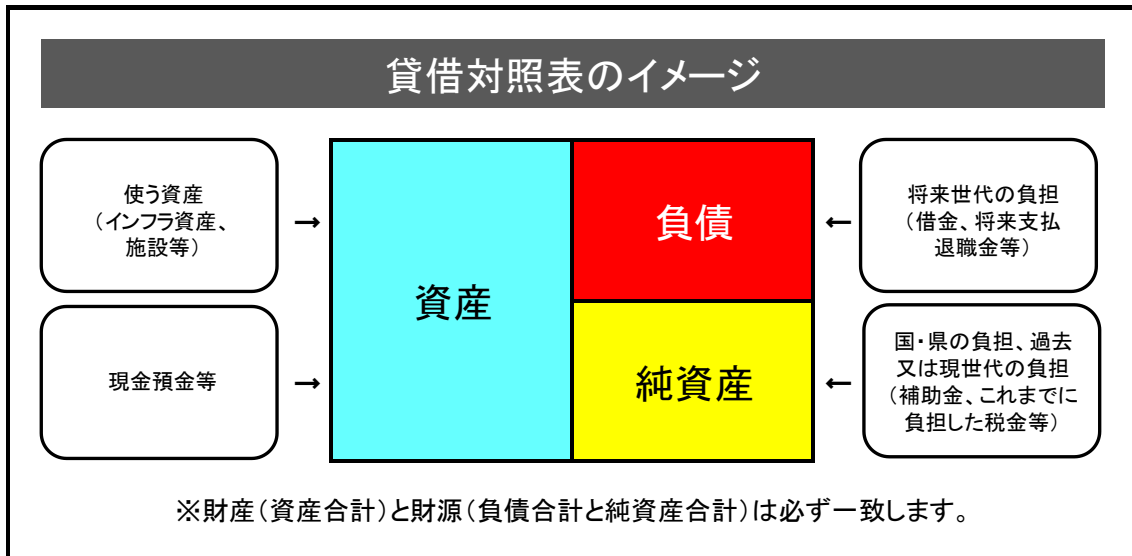 貸借対照表のイメージ
使う資産
（インフラ資産、
施設等）
→
現金預金等
→
資産
負債
純資産
←
将来世代の負担
（借金、将来支払
退職金等）
←
国・県の負担、過去
又は現世代の負担
（補助金、これまでに
負担した税金等）
※財産（資産合計）と財源（負債合計と純資産合計）は必ず一致します。